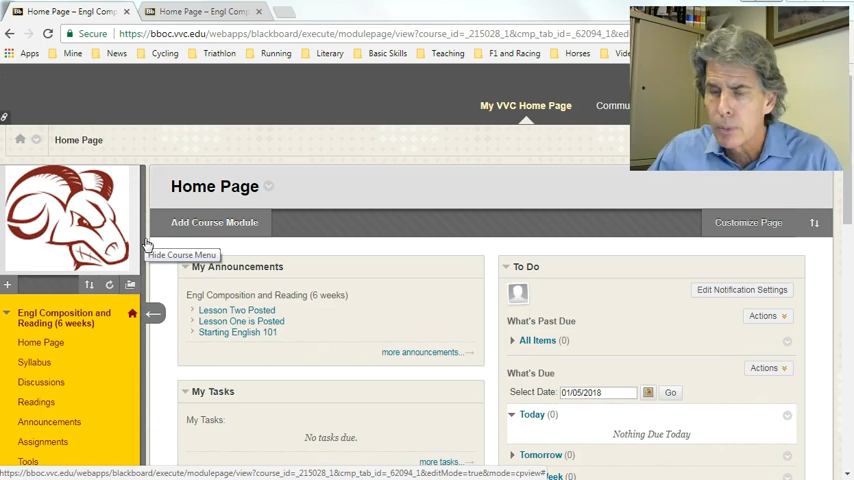 Home Page – Engl Comp
Home Page – Engl Comp
Secure
https://bboc.vvc.edu/webapps/blackboard/execute/modulepage/view?course_id=_215028_1&cmp_tab_id=_62094_1&edi
Apps
Mine
News
Cycling
Triathlon
Running
Literary
Basic Skills
Teaching
F1 and Racing
Horses
Vide
My VVC Home Page
Commu
Home Page
Home Page
Add Course Module
Customize Page
Hide Course Menu
My Announcements
Engl Composition and Reading (6 weeks)
Lesson Two Posted
Lesson One is Posted
Starting English 101
more announcements...
My Tasks
My Tasks:
No tasks due.
more tasks...
To Do
Edit Notification Settings
What's Past Due
Actions
All Items (0)
What's Due
Actions
Select Date:
01/05/2018
Go
Today (0)
Nothing Due Today
Tomorrow (0)
eek (0)
Engl Composition and
Reading (6 weeks)
Home Page
Syllabus
Discussions
Readings
Announcements
Assignments
Tools
https://bboc.vvc.edu/webapps/blackboard/execute/modulepage/view?course_id=_215028_1&cmp_tab_id=_62094_1&editMode=true&mode=cpview#